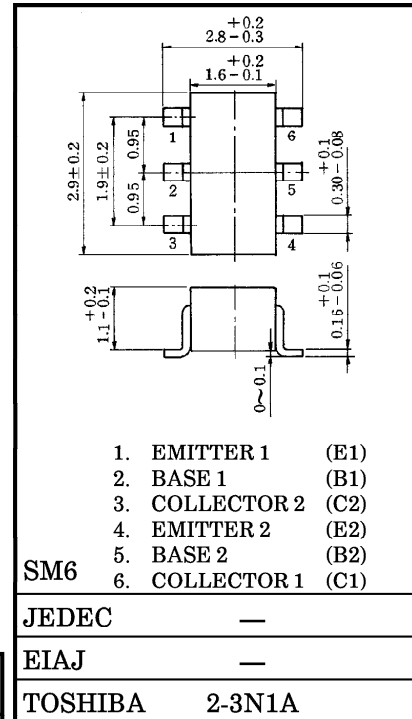 +0.2
2.8 − 0.3
+0.2
1.6 − 0.1
2.9 ± 0.2
1.9 ± 0.2
0.95
0.95
1
2
3
6
5
4
+0.1
0.30 − 0.08
+0.2
1.1 − 0.1
+0.1
0.16 − 0.06
0~0.1
1. EMITTER 1 (E1)
2. BASE 1 (B1)
3. COLLECTOR 2 (C2)
4. EMITTER 2 (E2)
5. BASE 2 (B2)
SM6 6. COLLECTOR 1 (C1)
JEDEC —
EIAJ —
TOSHIBA 2-3N1A